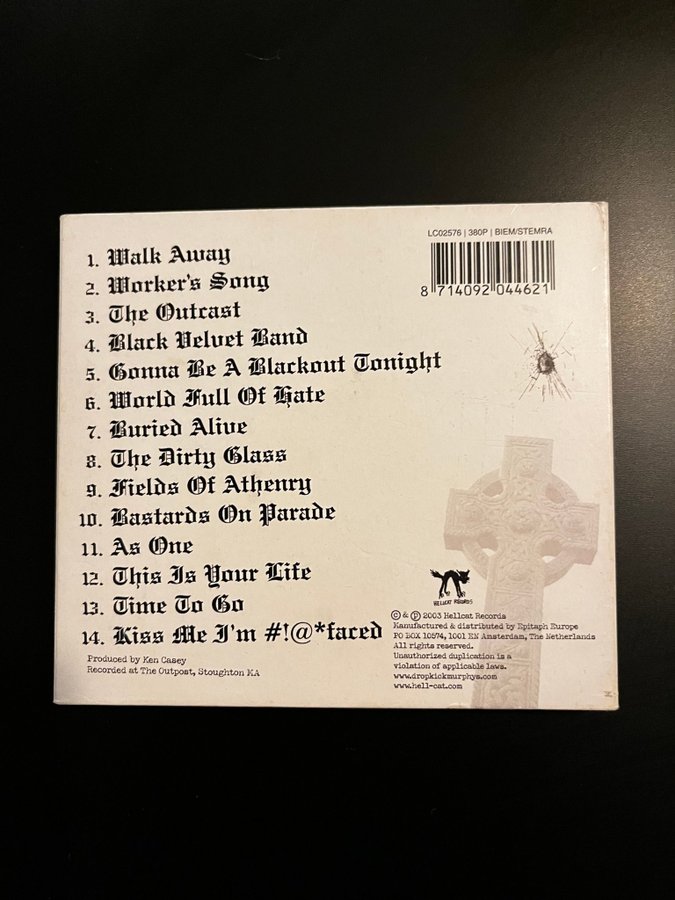 LC02576 | 380P | BIEM/STEMRA
8 714092 044621
1. Walk Away
2. Worker's Song
3. The Outcast
4. Black Velvet Band
5. Gonna Be A Blackout Tonight
6. World Full Of Hate
7. Buried Alive
8. The Dirty Glass
9. Fields Of Athenry
10. Bastards On Parade
11. As One
12. This Is Your Life
13. Time To Go
14. Kiss Me I'm #!@*faced
Produced by Ken Casey
Recorded at The Outpost, Stoughton MA
HELLCAT RECORDS
© & ℗ 2003 Hellcat Records
Manufactured & distributed by Epitaph Europe
PO BOX 10574, 1001 EN Amsterdam, The Netherlands
All rights reserved.
Unauthorized duplication is a
violation of applicable laws.
www.dropkickmurphys.com
www.hell-cat.com